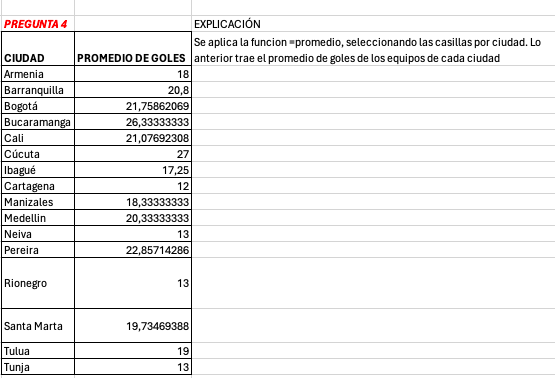 PREGUNTA 4 EXPLICACIÓN
CIUDAD PROMEDIO DE GOLES Se aplica la funcion =promedio, seleccionando las casillas por ciudad. Lo
anterior trae el promedio de goles de los equipos de cada ciudad
Armenia 18
Barranquilla 20,8
Bogotá 21,75862069
Bucaramanga 26,33333333
Cali 21,07692308
Cúcuta 27
Ibagué 17,25
Cartagena 12
Manizales 18,33333333
Medellin 20,33333333
Neiva 13
Pereira 22,85714286
Rionegro 13
Santa Marta 19,73469388
Tulua 19
Tunja 13